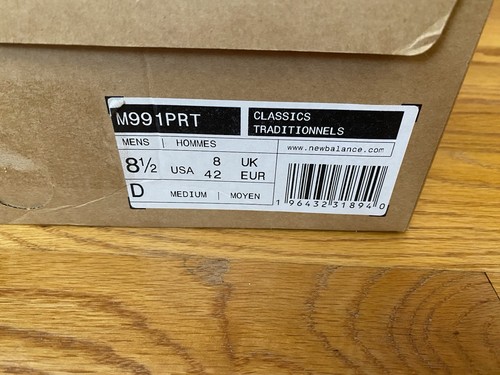 M991PRT
CLASSICS
TRADITIONNELS
MENS | HOMMES
www.newbalance.com
8½ USA 8 UK
42 EUR
D MEDIUM | MOYEN
1 96432 31894 0